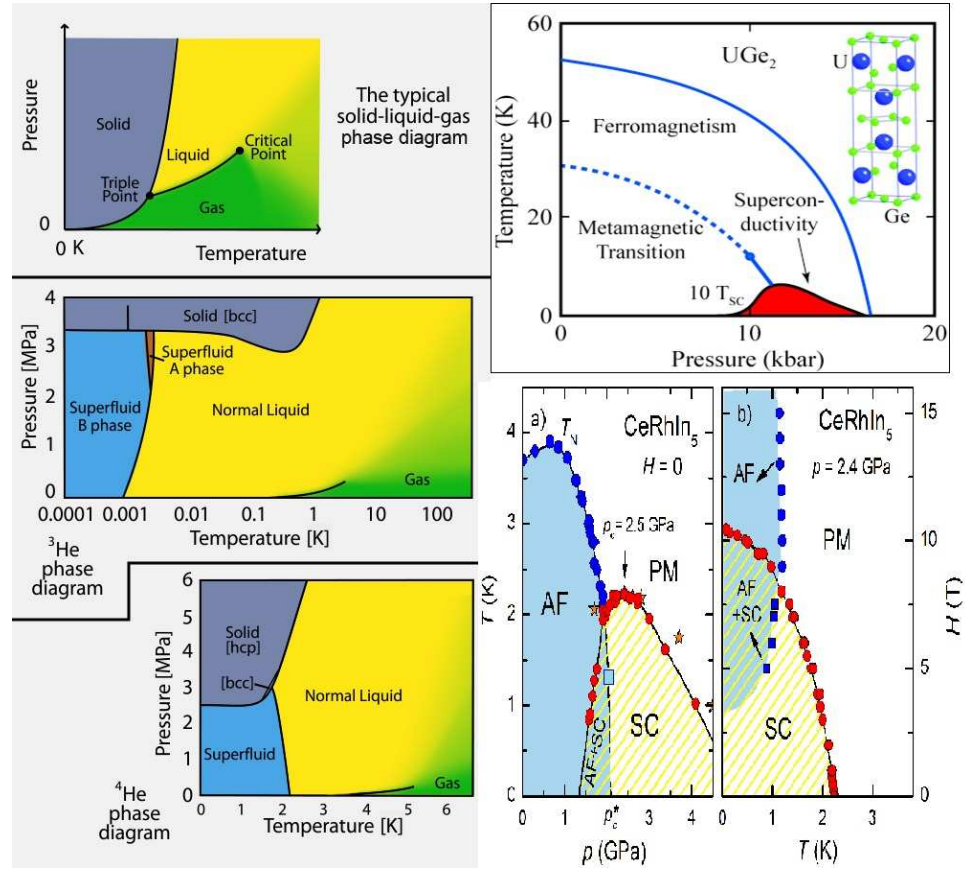 The typical
solid-liquid-gas
phase diagram
Pressure
Solid
Liquid
Critical
Point
Triple
Point
Gas
0
0 K
Temperature
4
3
2
1
0
Pressure [MPa]
Solid [bcc]
Superfluid
A phase
Superfluid
B phase
Normal Liquid
Gas
0.0001 0.001 0.01 0.1 1 10 100
Temperature [K]
³He
phase
diagram
6
5
4
3
2
1
0
Pressure [MPa]
Solid
[hcp]
[bcc]
Normal Liquid
Superfluid
Gas
0 1 2 3 4 5 6
Temperature [K]
⁴He
phase
diagram
60
40
20
0
Temperature (K)
UGe₂
U
Ge
Ferromagnetism
Metamagnetic
Transition
Supercon-
ductivity
10 T_SC
0 10 20
Pressure (kbar)
a)
T_N
CeRhIn₅
H = 0
p_c = 2.5 GPa
PM
AF
AF+SC
SC
4
3
2
1
0
T (K)
0 1 p_c* 3 4
p (GPa)
b)
CeRhIn₅
p = 2.4 GPa
AF
PM
AF
+SC
SC
15
10
5
0
H (T)
0 1 2 3
T (K)